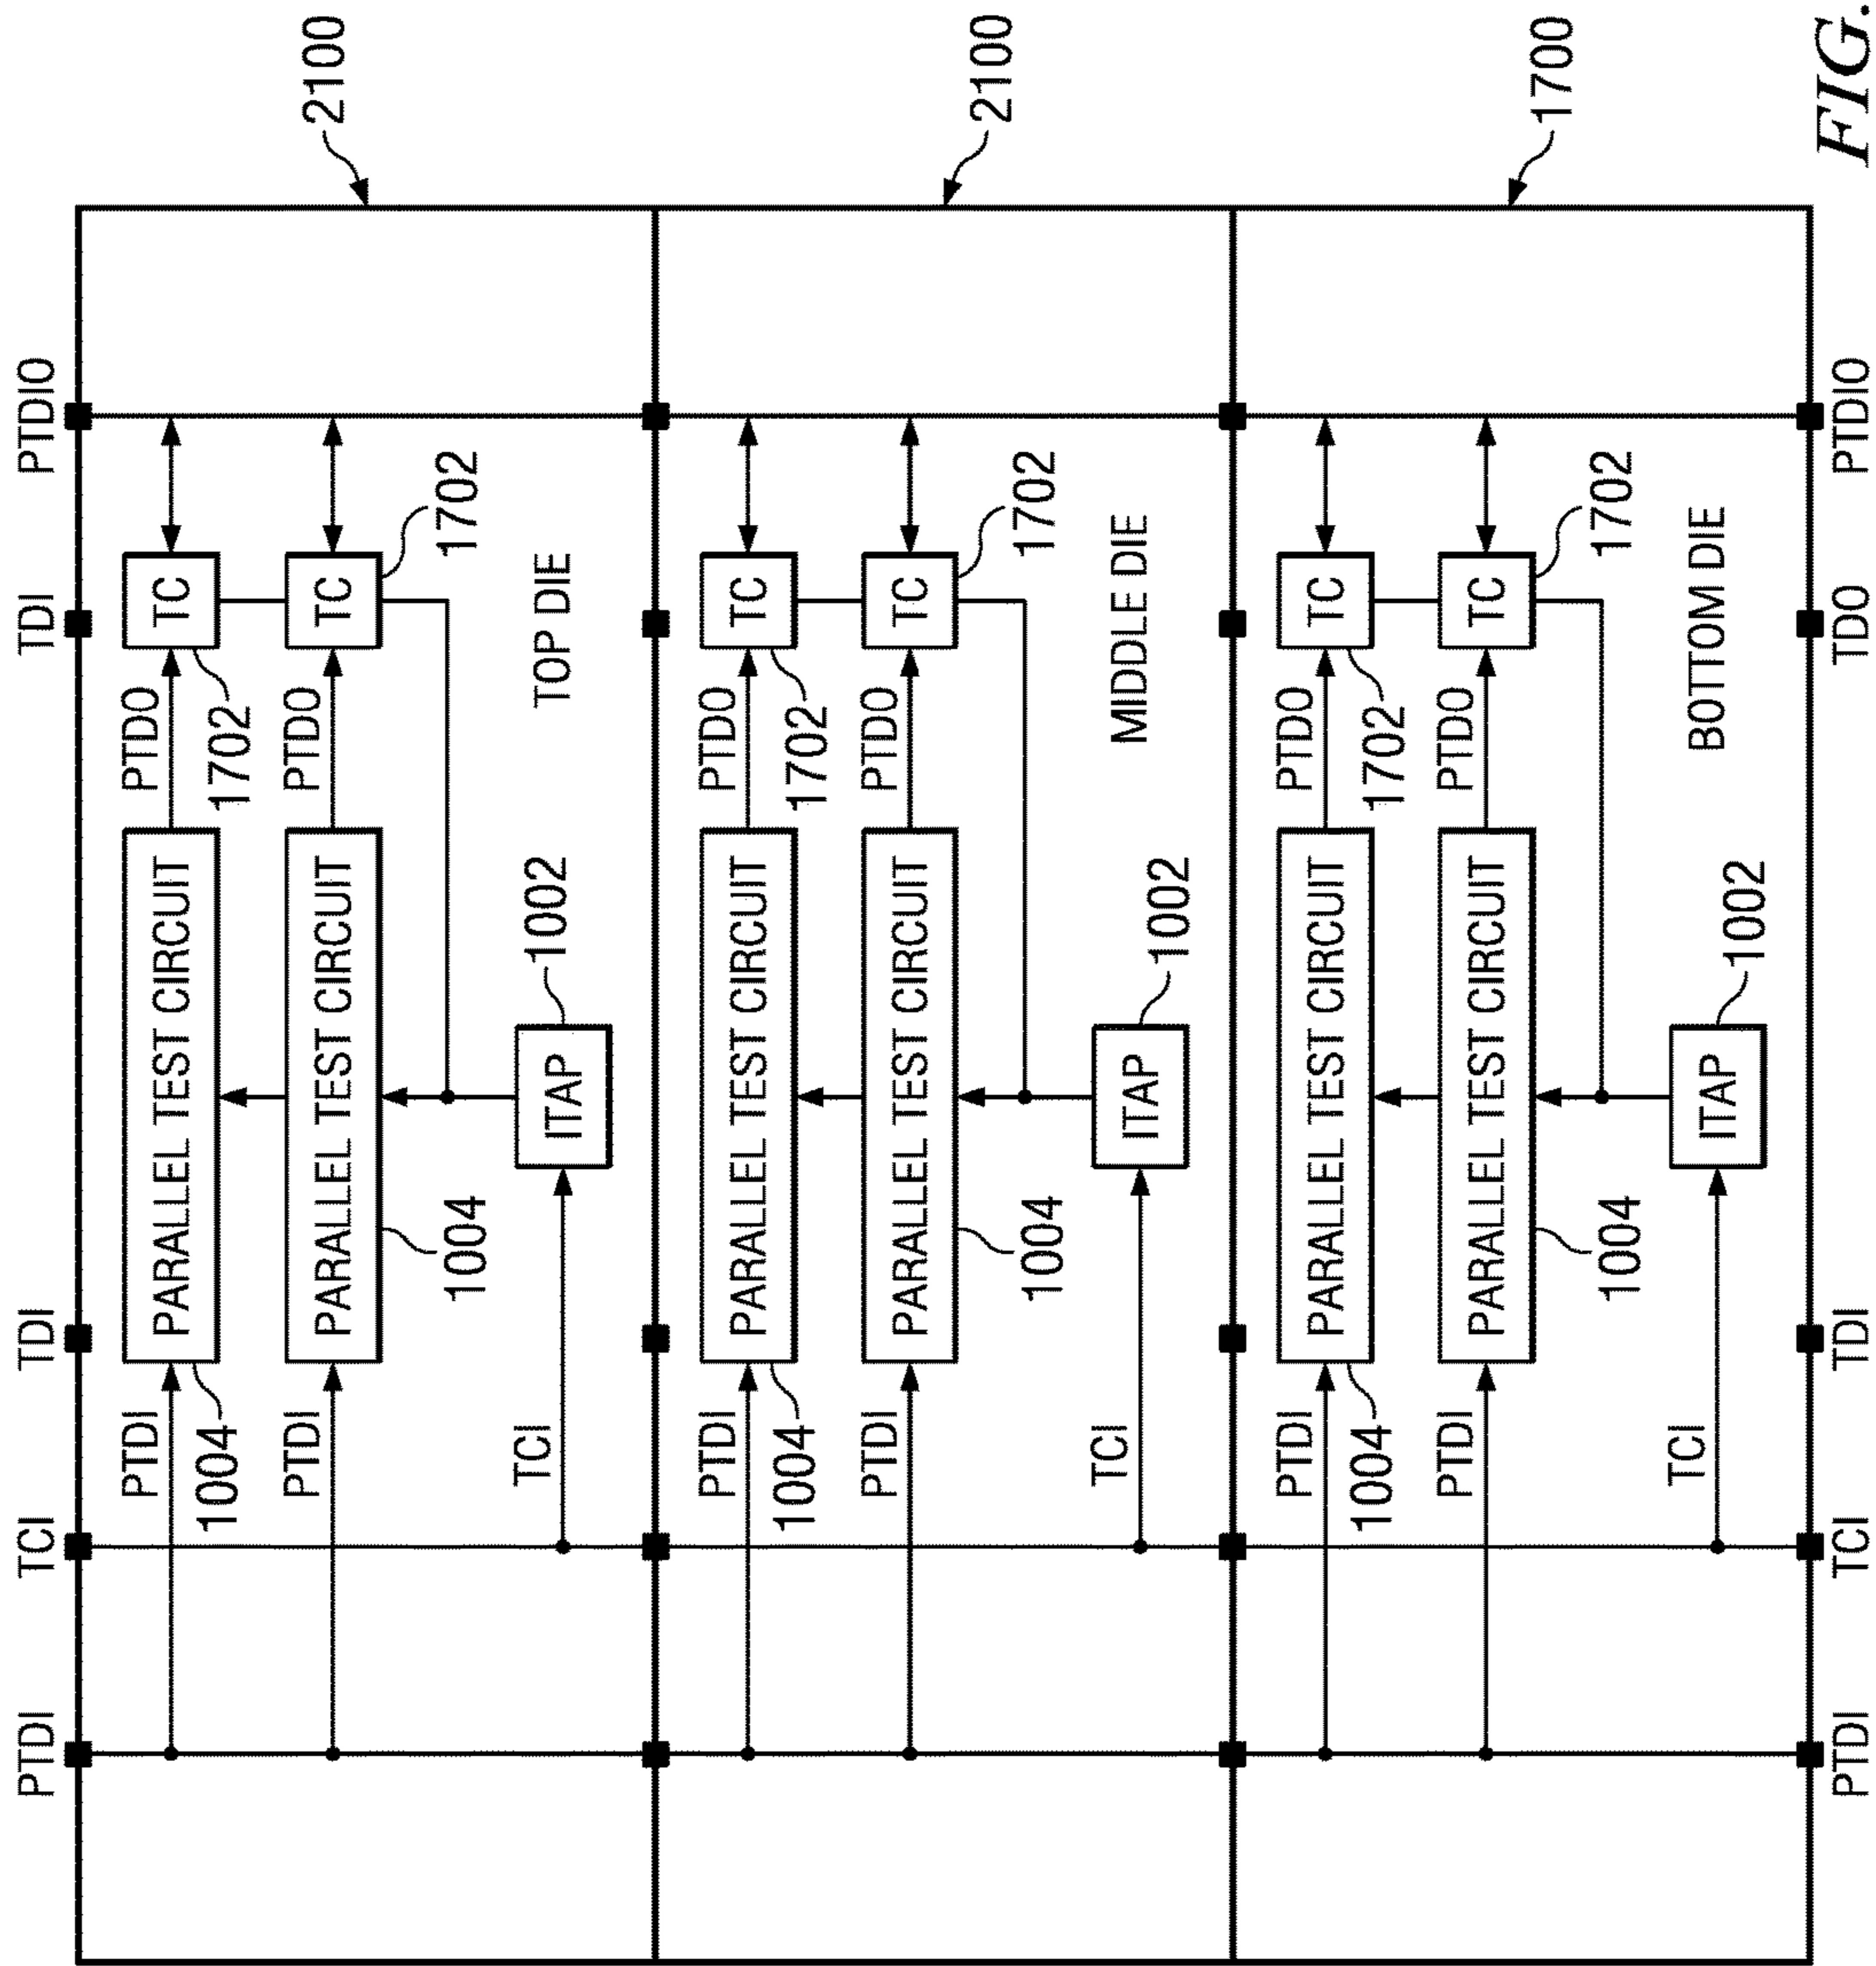 PTDI TCI TDI TDI PTDIO
PTDI PTDO
PARALLEL TEST CIRCUIT TC
1004 1702
PTDI PTDO
PARALLEL TEST CIRCUIT TC
2100
1004 1702
TCI 1002 TOP DIE
ITAP
PTDI PTDO
PARALLEL TEST CIRCUIT TC
1004 1702
PTDI PTDO
PARALLEL TEST CIRCUIT TC
2100
1004 1702
TCI MIDDLE DIE
ITAP 1002
PTDI PTDO
PARALLEL TEST CIRCUIT TC
1004 1702
PTDI PTDO
PARALLEL TEST CIRCUIT TC
1700
1004 1702
TCI BOTTOM DIE
ITAP 1002
PTDI TCI TDI TDO PTDIO
FIG.